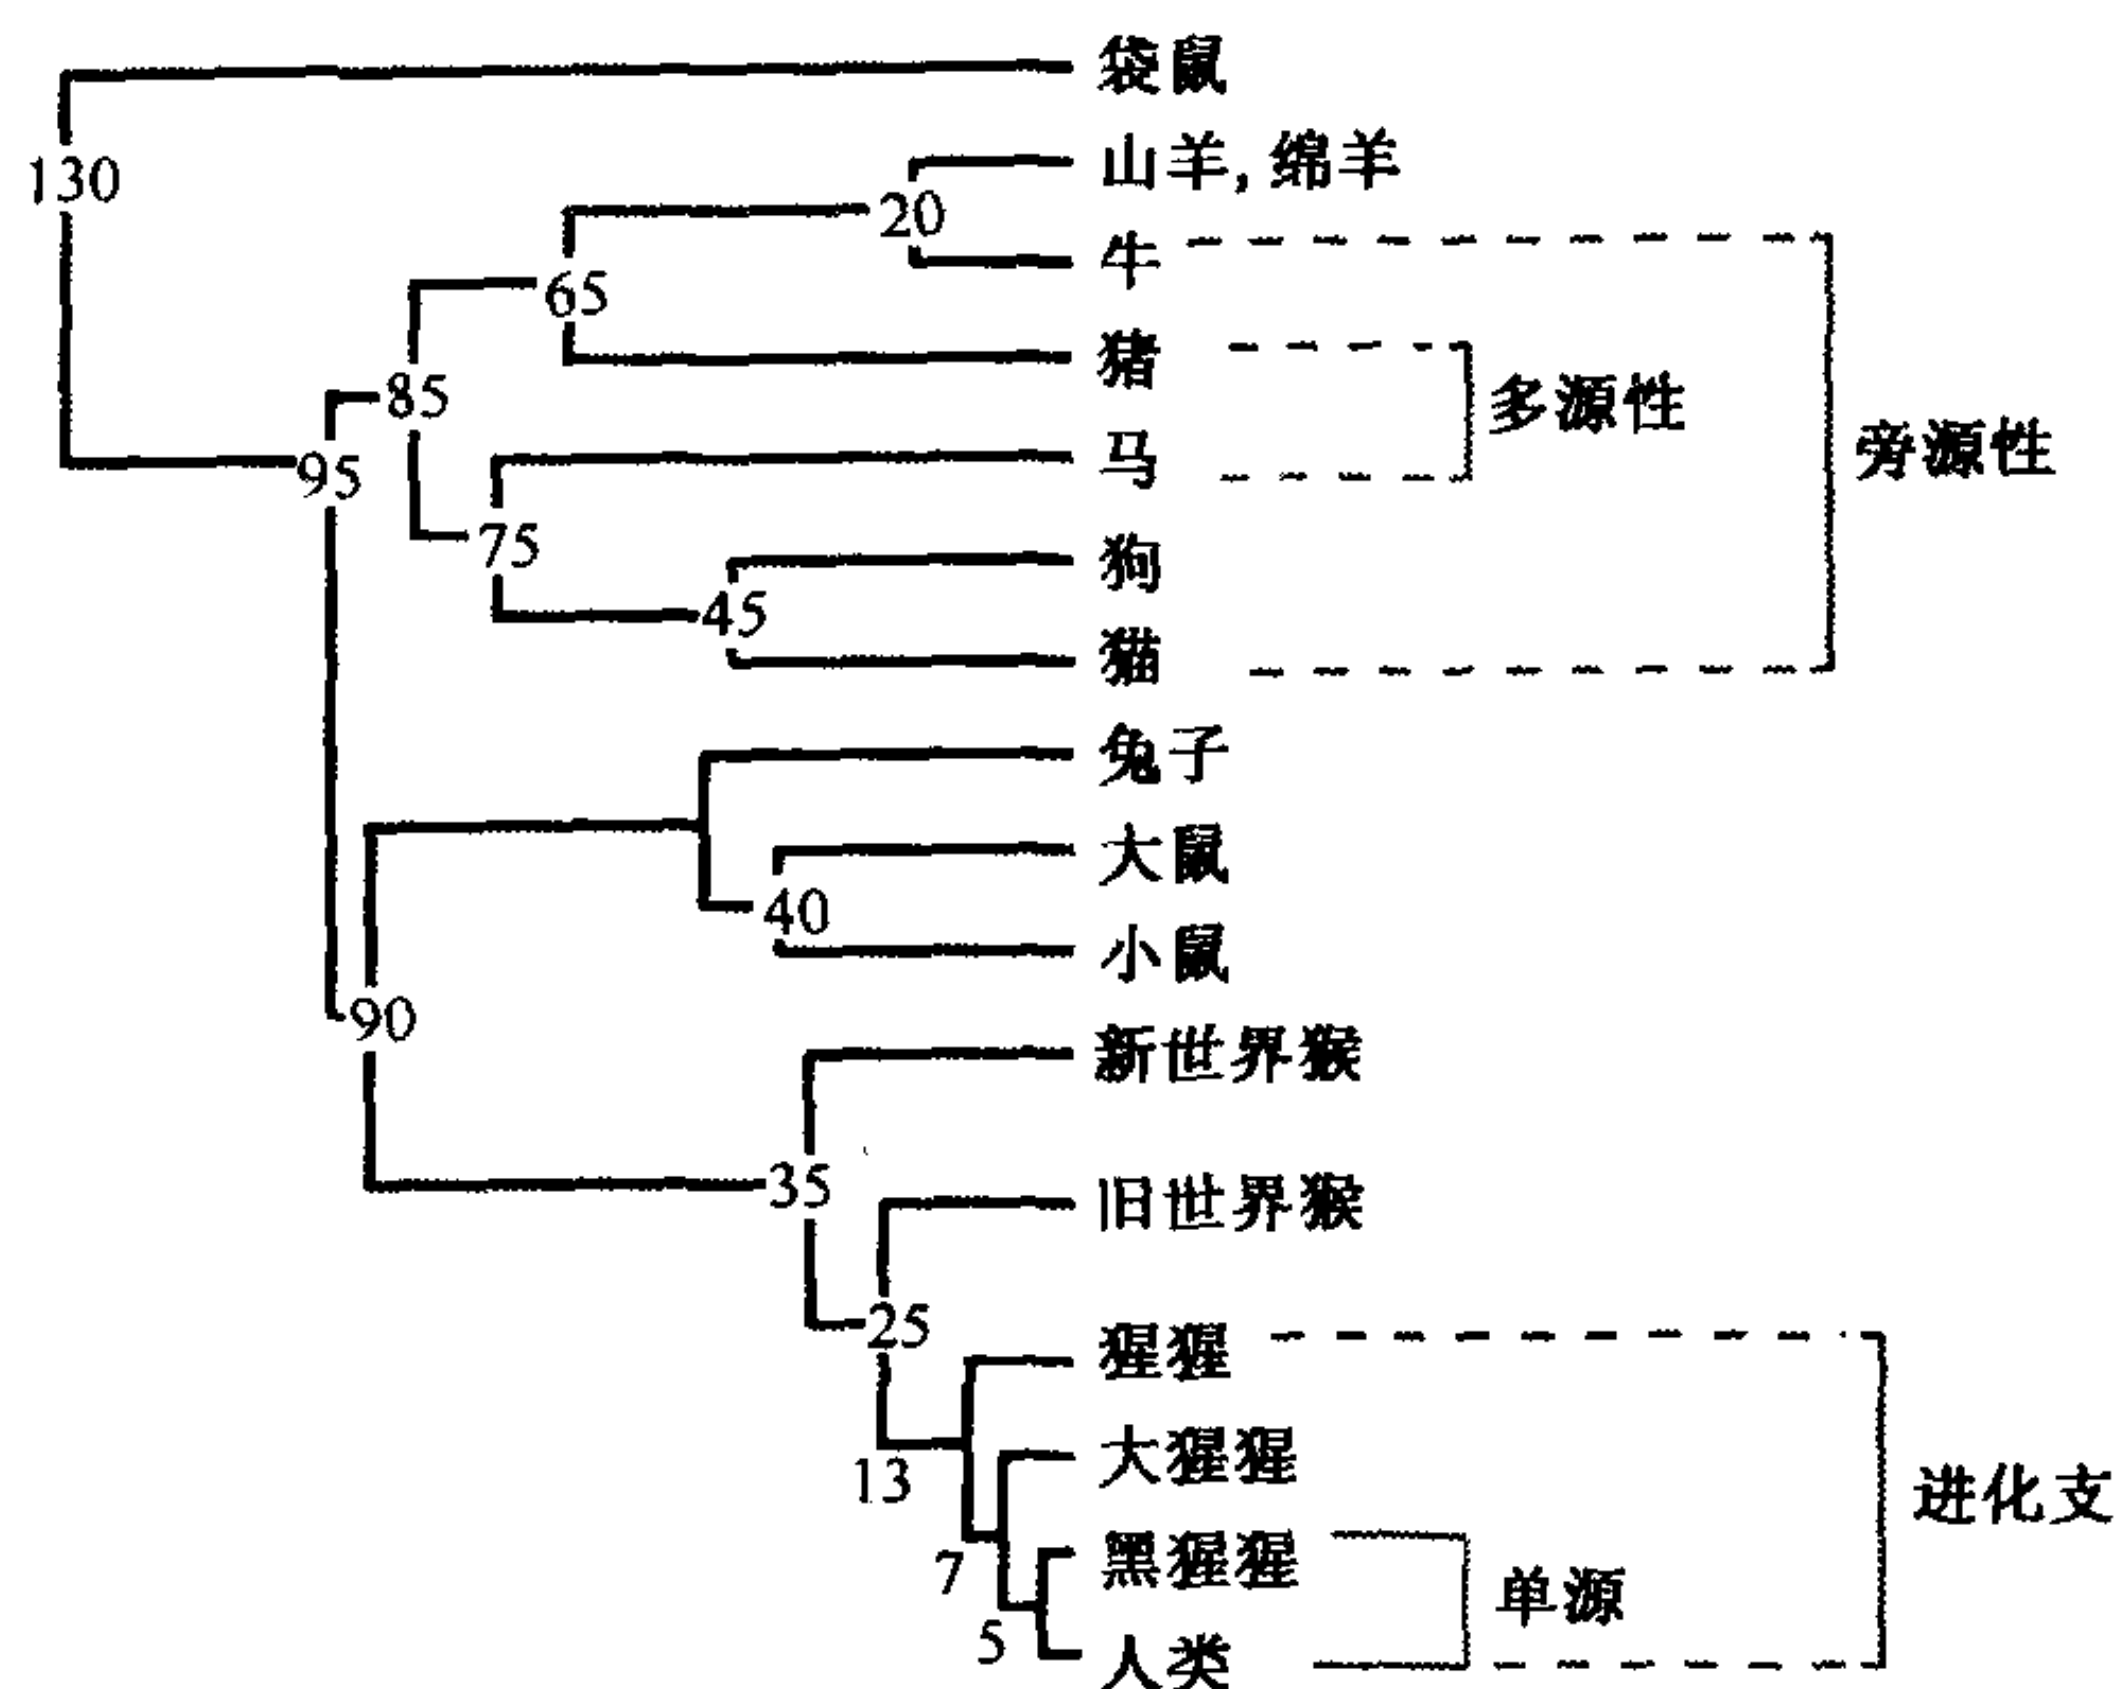 袋鼠
130
山羊, 绵羊
20
牛
65
猪
85
多源性
旁源性
马
95
75
狗
45
猫
兔子
大鼠
40
小鼠
90
新世界猴
35
旧世界猴
25
猩猩
大猩猩
13
进化支
黑猩猩
7
单源
5
人类